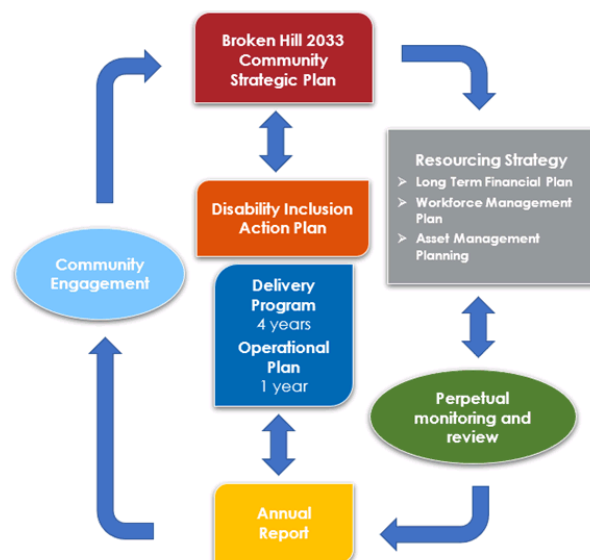 Broken Hill 2033
Community
Strategic Plan
Resourcing Strategy
➢ Long Term Financial Plan
➢ Workforce Management
Plan
➢ Asset Management
Planning
Disability Inclusion
Action Plan
Community
Engagement
Delivery
Program
4 years
Operational
Plan
1 year
Perpetual
monitoring and
review
Annual
Report